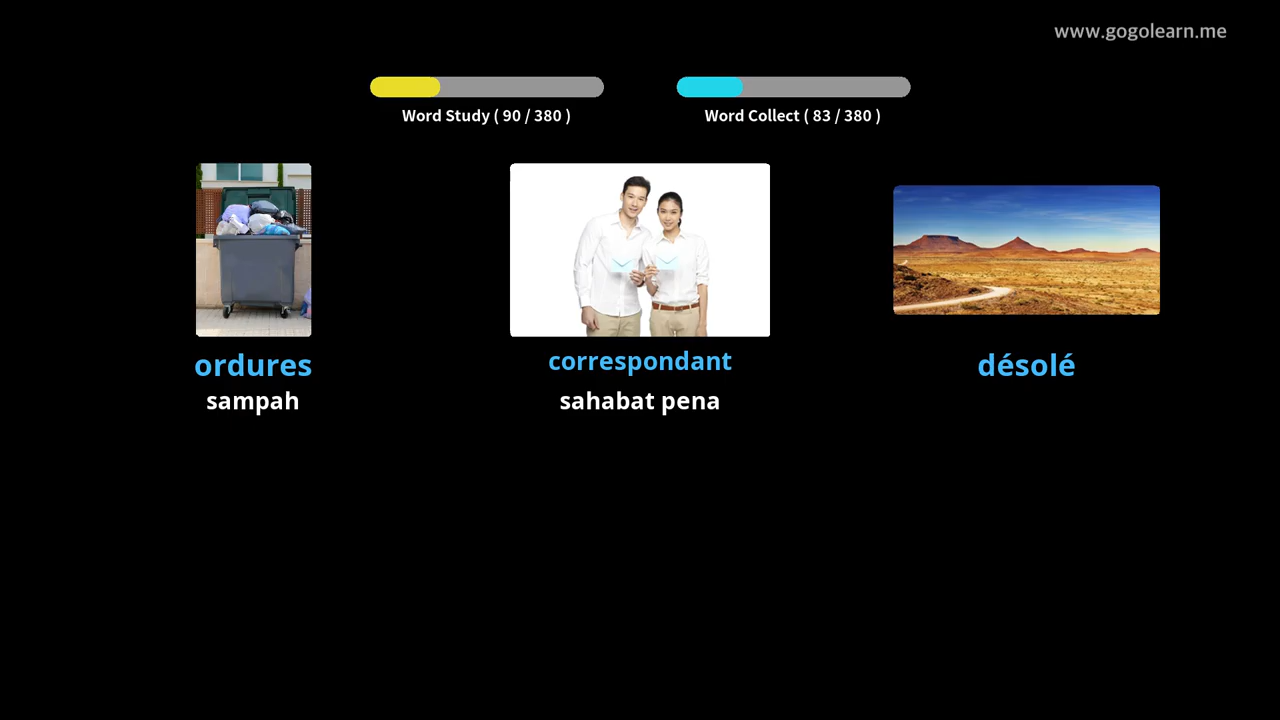 www.gogolearn.me
Word Study ( 90 / 380 )
Word Collect ( 83 / 380 )
ordures
sampah
correspondant
sahabat pena
désolé